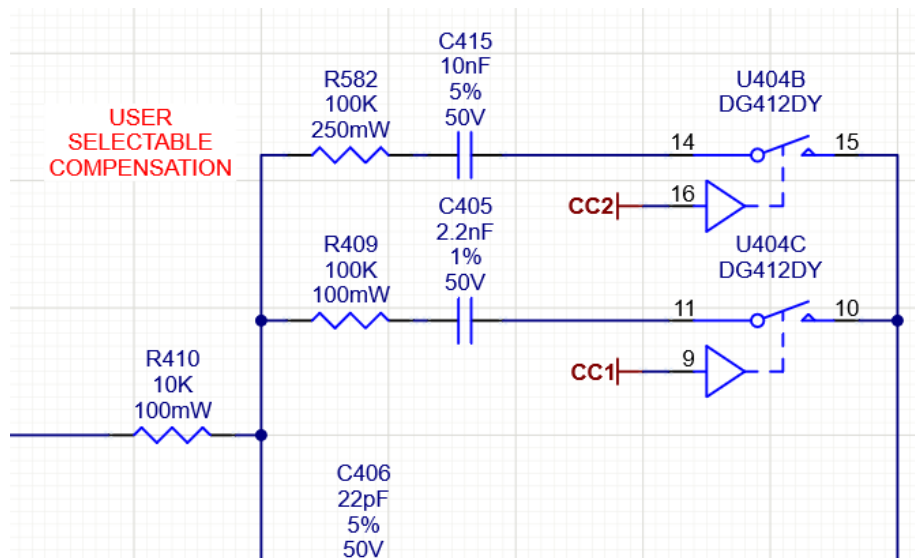 C415
10nF
5%
50V
R582
100K
250mW
U404B
DG412DY
USER
SELECTABLE
COMPENSATION
14
15
CC2
16
C405
2.2nF
1%
50V
R409
100K
100mW
U404C
DG412DY
11
10
CC1
9
R410
10K
100mW
C406
22pF
5%
50V